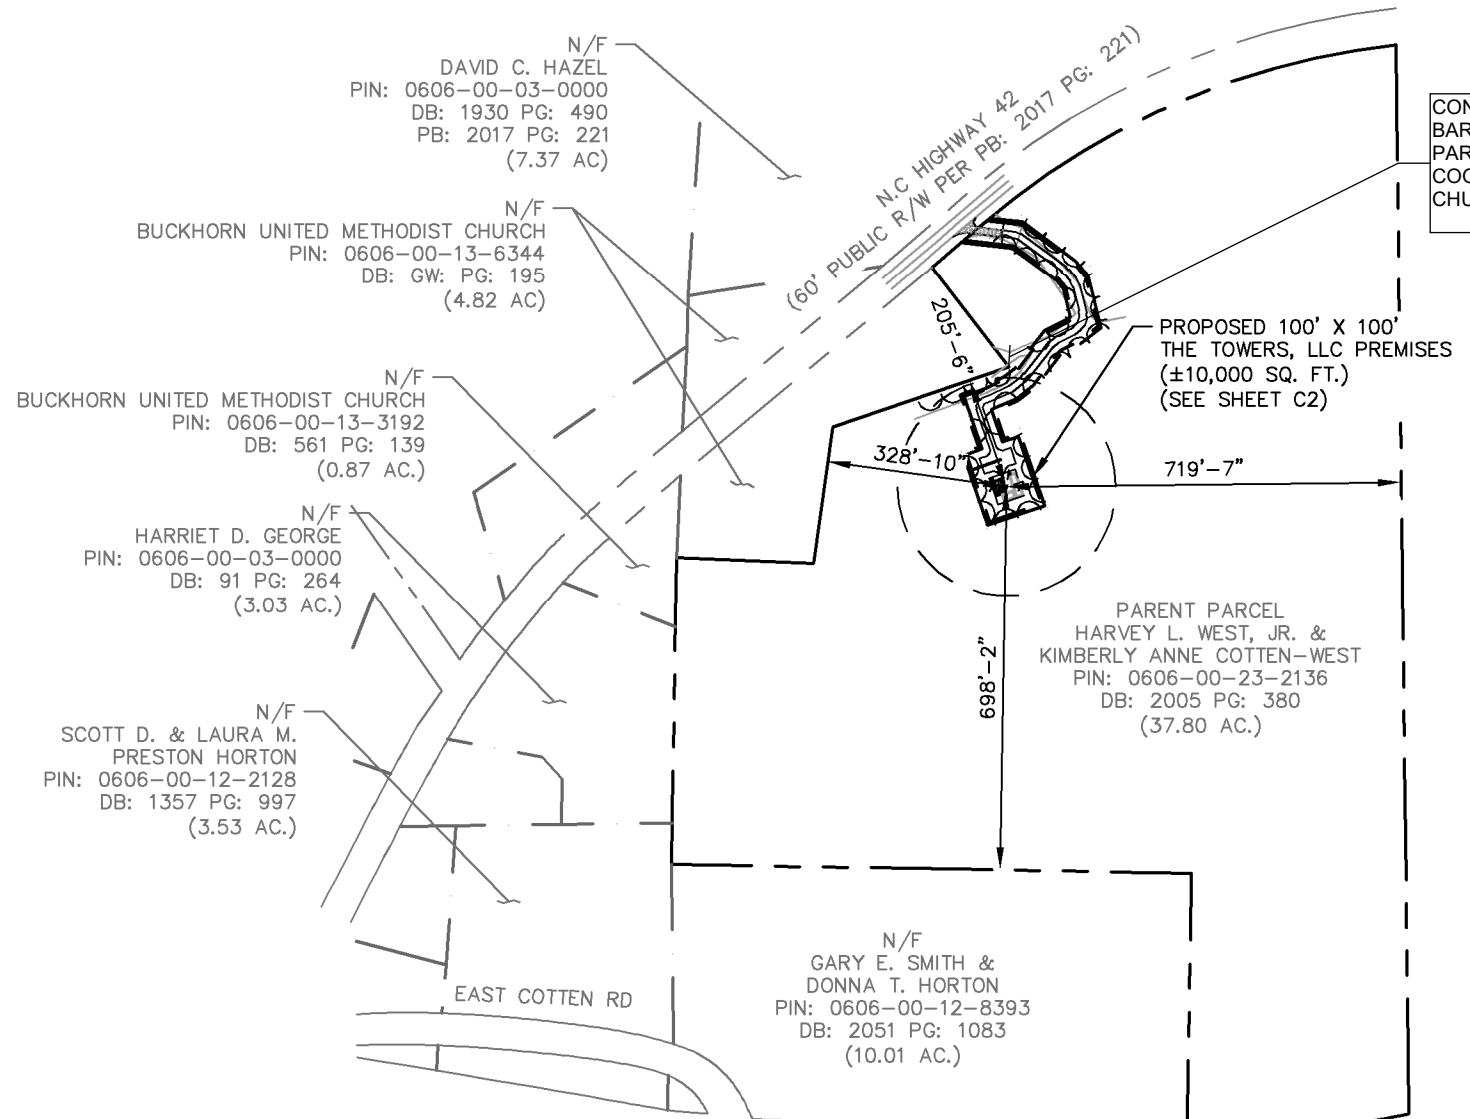 N/F
DAVID C. HAZEL
PIN: 0606-00-03-0000
DB: 1930 PG: 490
PB: 2017 PG: 221
(7.37 AC)
N/F
BUCKHORN UNITED METHODIST CHURCH
PIN: 0606-00-13-6344
DB: GW: PG: 195
(4.82 AC)
N/F
BUCKHORN UNITED METHODIST CHURCH
PIN: 0606-00-13-3192
DB: 561 PG: 139
(0.87 AC.)
N/F
HARRIET D. GEORGE
PIN: 0606-00-03-0000
DB: 91 PG: 264
(3.03 AC.)
N/F
SCOTT D. & LAURA M.
PRESTON HORTON
PIN: 0606-00-12-2128
DB: 1357 PG: 997
(3.53 AC.)
N.C HIGHWAY 42
(60' PUBLIC R/W PER PB: 2017 PG: 221)
CON
BAR
PAR
COO
CHU
205'-6"
PROPOSED 100' X 100'
THE TOWERS, LLC PREMISES
(±10,000 SQ. FT.)
(SEE SHEET C2)
328'-10"
719'-7"
698'-2"
PARENT PARCEL
HARVEY L. WEST, JR. &
KIMBERLY ANNE COTTEN-WEST
PIN: 0606-00-23-2136
DB: 2005 PG: 380
(37.80 AC.)
N/F
GARY E. SMITH &
DONNA T. HORTON
PIN: 0606-00-12-8393
DB: 2051 PG: 1083
(10.01 AC.)
EAST COTTEN RD